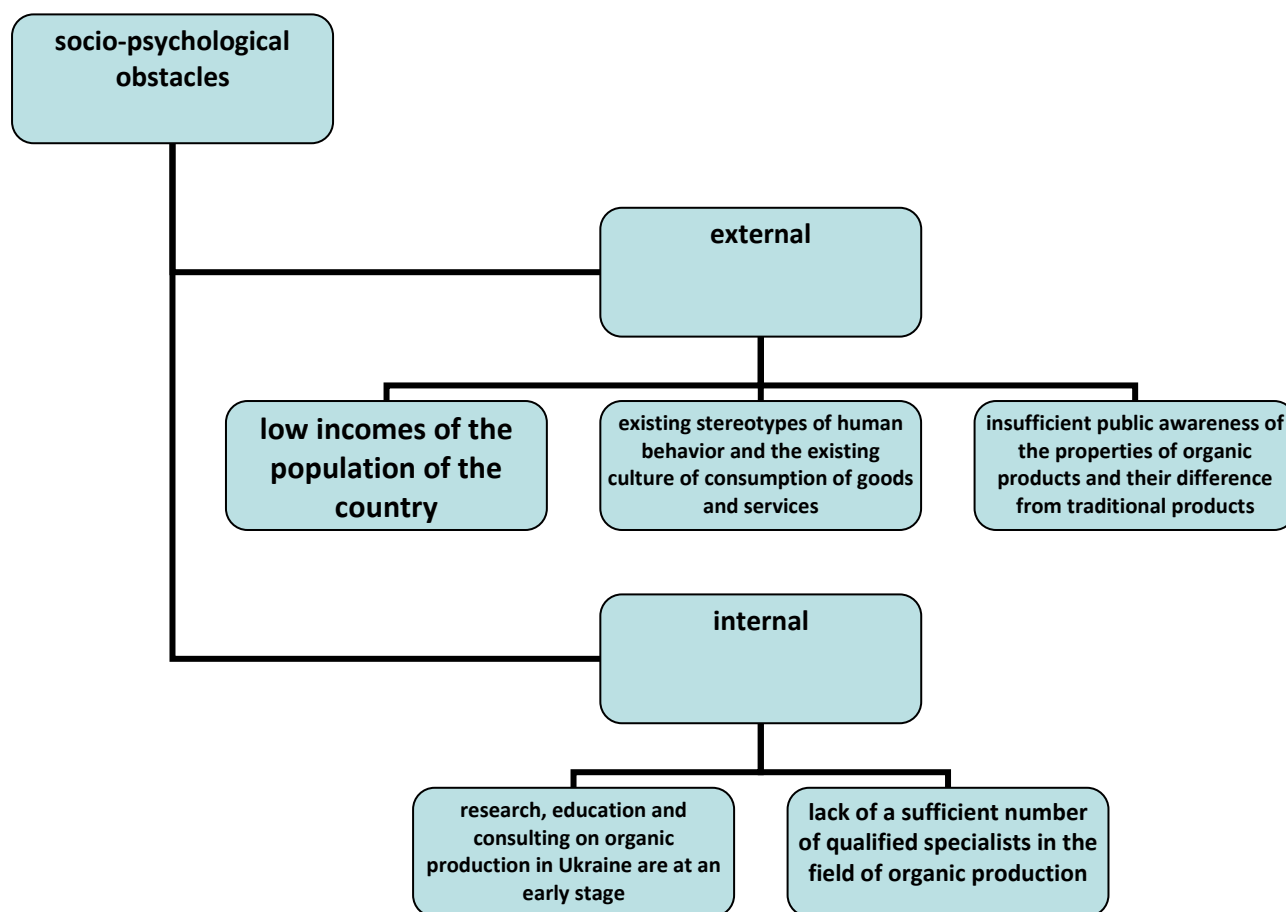 socio-psychological
obstacles
external
low incomes of the
population of the
country
existing stereotypes of human
behavior and the existing
culture of consumption of goods
and services
insufficient public awareness of
the properties of organic
products and their difference
from traditional products
internal
research, education and
consulting on organic
production in Ukraine are at an
early stage
lack of a sufficient number
of qualified specialists in the
field of organic production